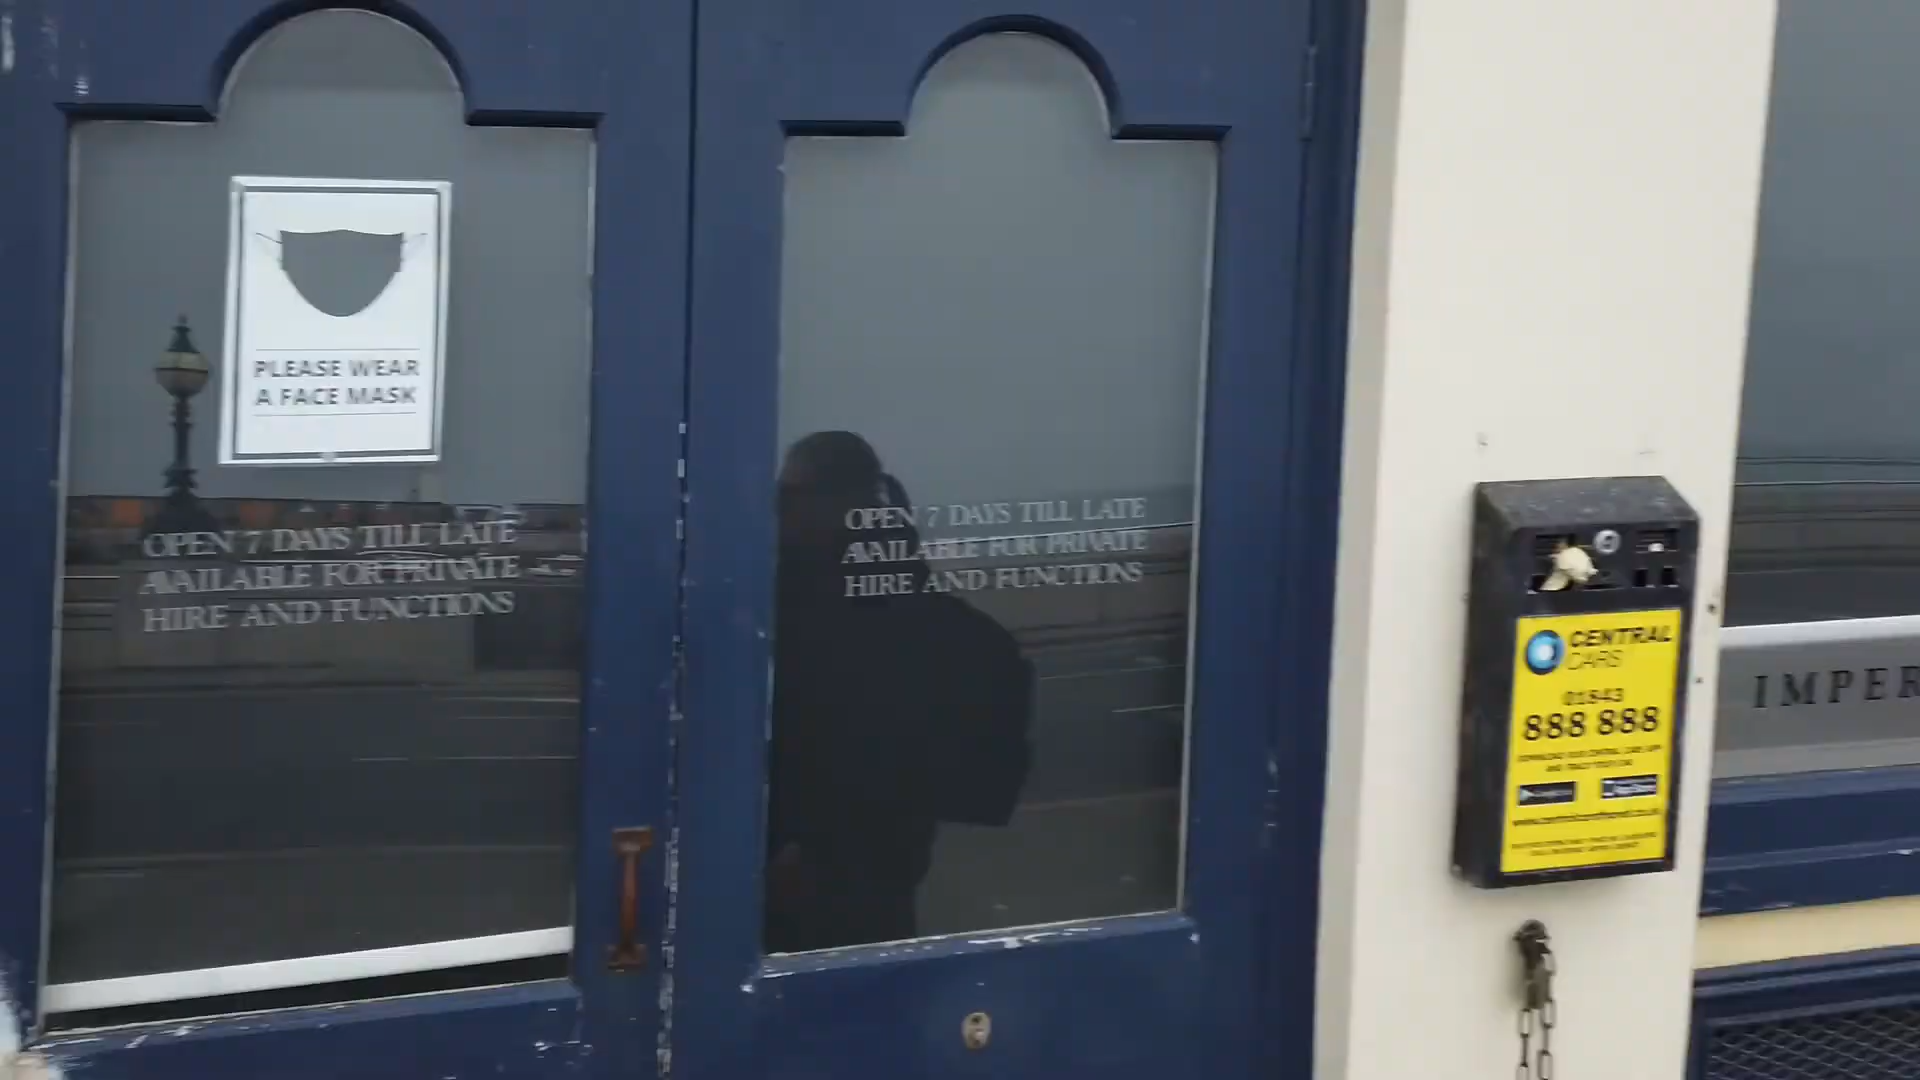 PLEASE WEAR
A FACE MASK
OPEN 7 DAYS TILL LATE
AVAILABLE FOR PRIVATE
HIRE AND FUNCTIONS
OPEN 7 DAYS TILL LATE
AVAILABLE FOR PRIVATE
HIRE AND FUNCTIONS
CENTRAL
CARS
01843
888 888
IMPER